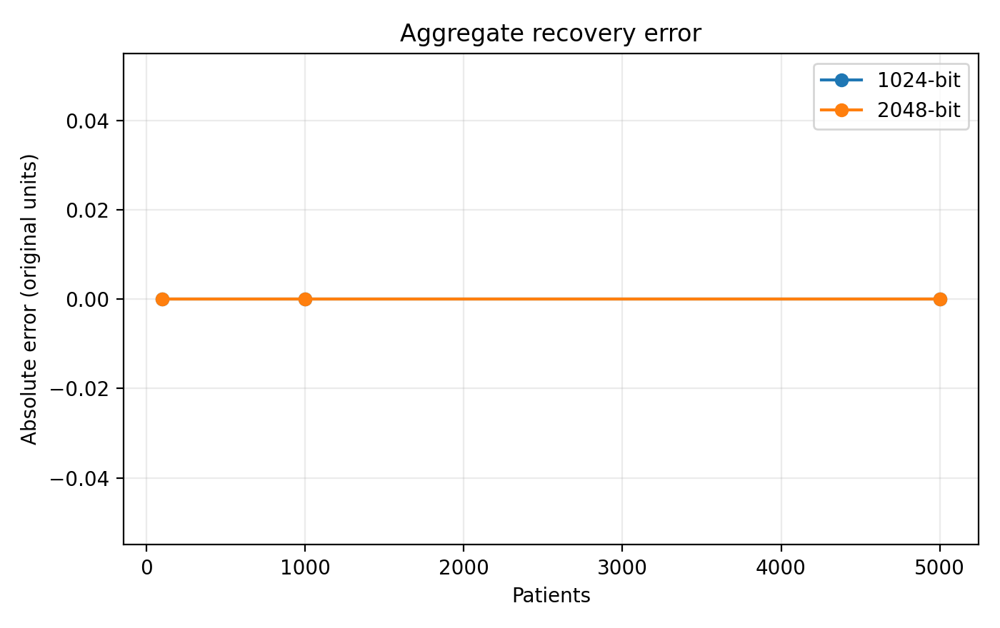 Aggregate recovery error
1024-bit
2048-bit
Absolute error (original units)
0.04
0.02
0.00
−0.02
−0.04
0 1000 2000 3000 4000 5000
Patients